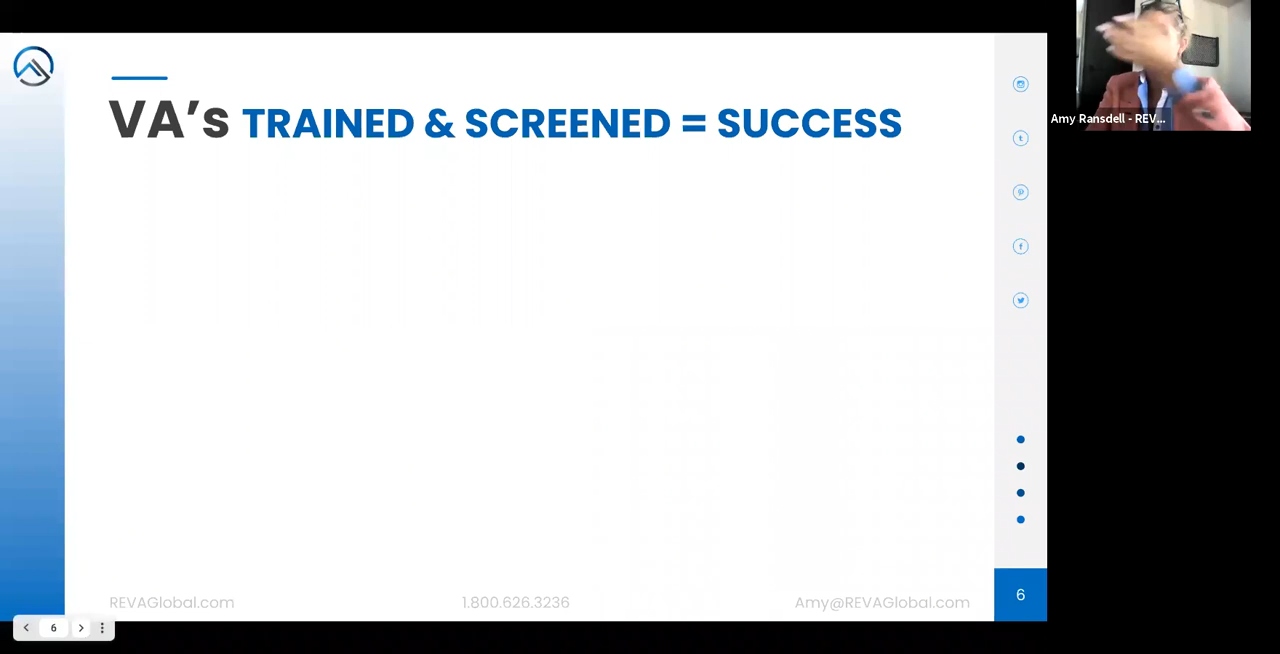 VA’s TRAINED & SCREENED = SUCCESS
Amy Ransdell - REV...
REVAGlobal.com
1.800.626.3236
Amy@REVAGlobal.com
6
6